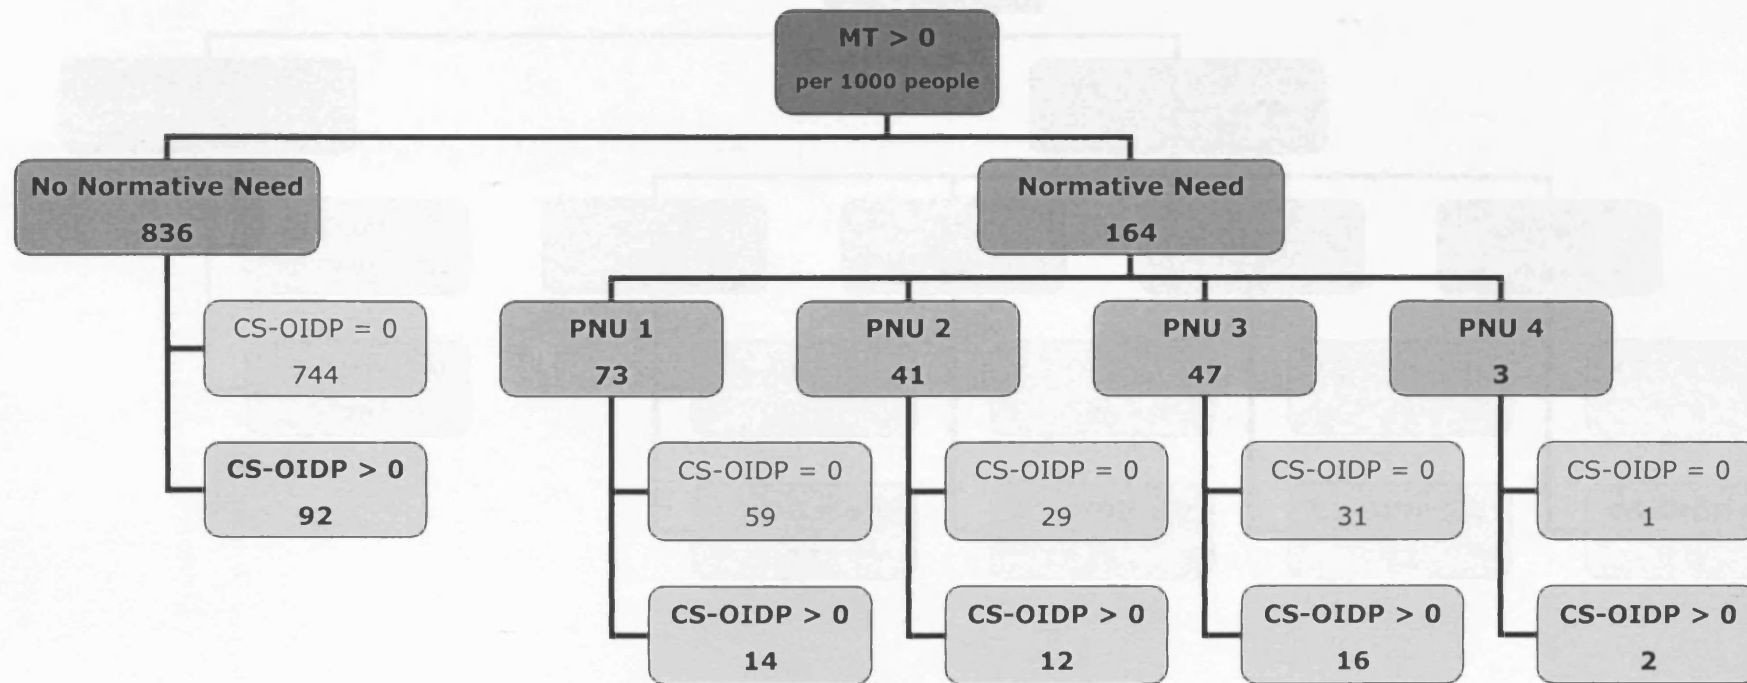 MT > 0
per 1000 people
No Normative Need
836
Normative Need
164
CS-OIDP = 0
744
CS-OIDP > 0
92
PNU 1
73
PNU 2
41
PNU 3
47
PNU 4
3
CS-OIDP = 0
59
CS-OIDP = 0
29
CS-OIDP = 0
31
CS-OIDP = 0
1
CS-OIDP > 0
14
CS-OIDP > 0
12
CS-OIDP > 0
16
CS-OIDP > 0
2